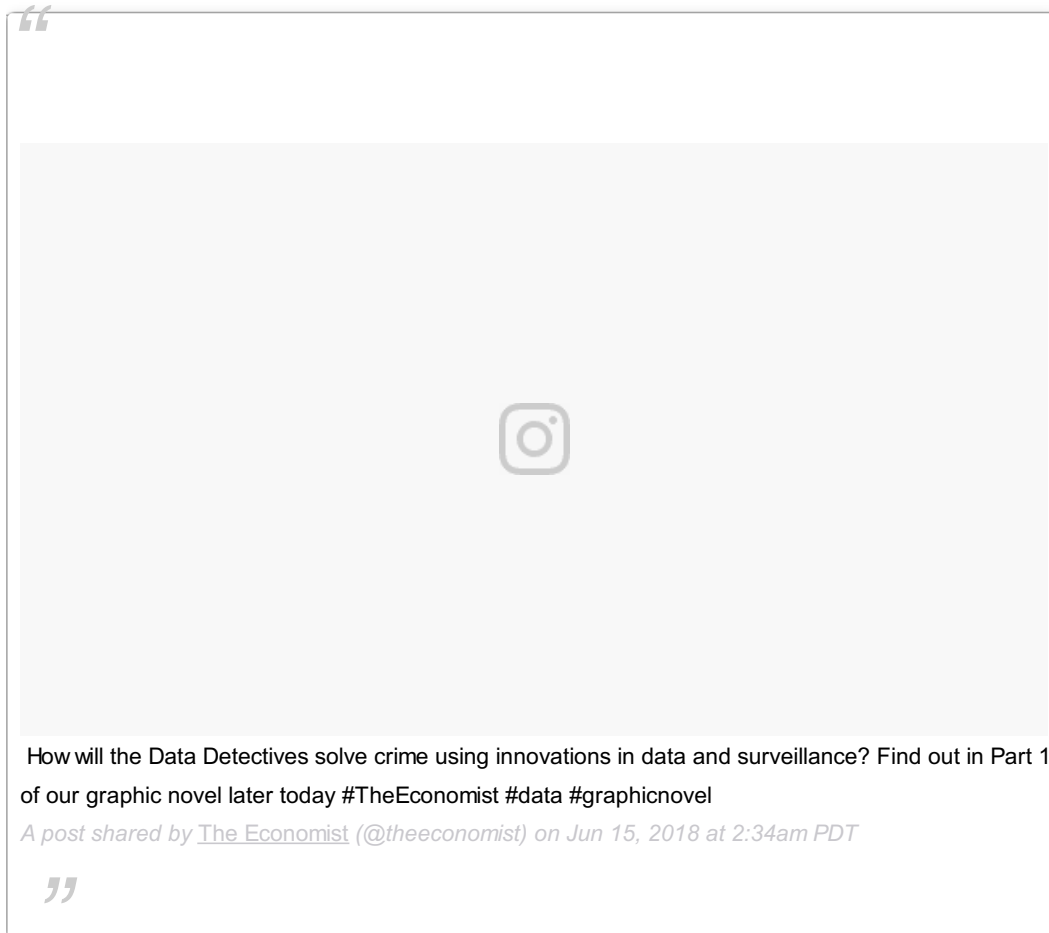 “
How will the Data Detectives solve crime using innovations in data and surveillance? Find out in Part 1
of our graphic novel later today #TheEconomist #data #graphicnovel
A post shared by The Economist (@theeconomist) on Jun 15, 2018 at 2:34am PDT
”